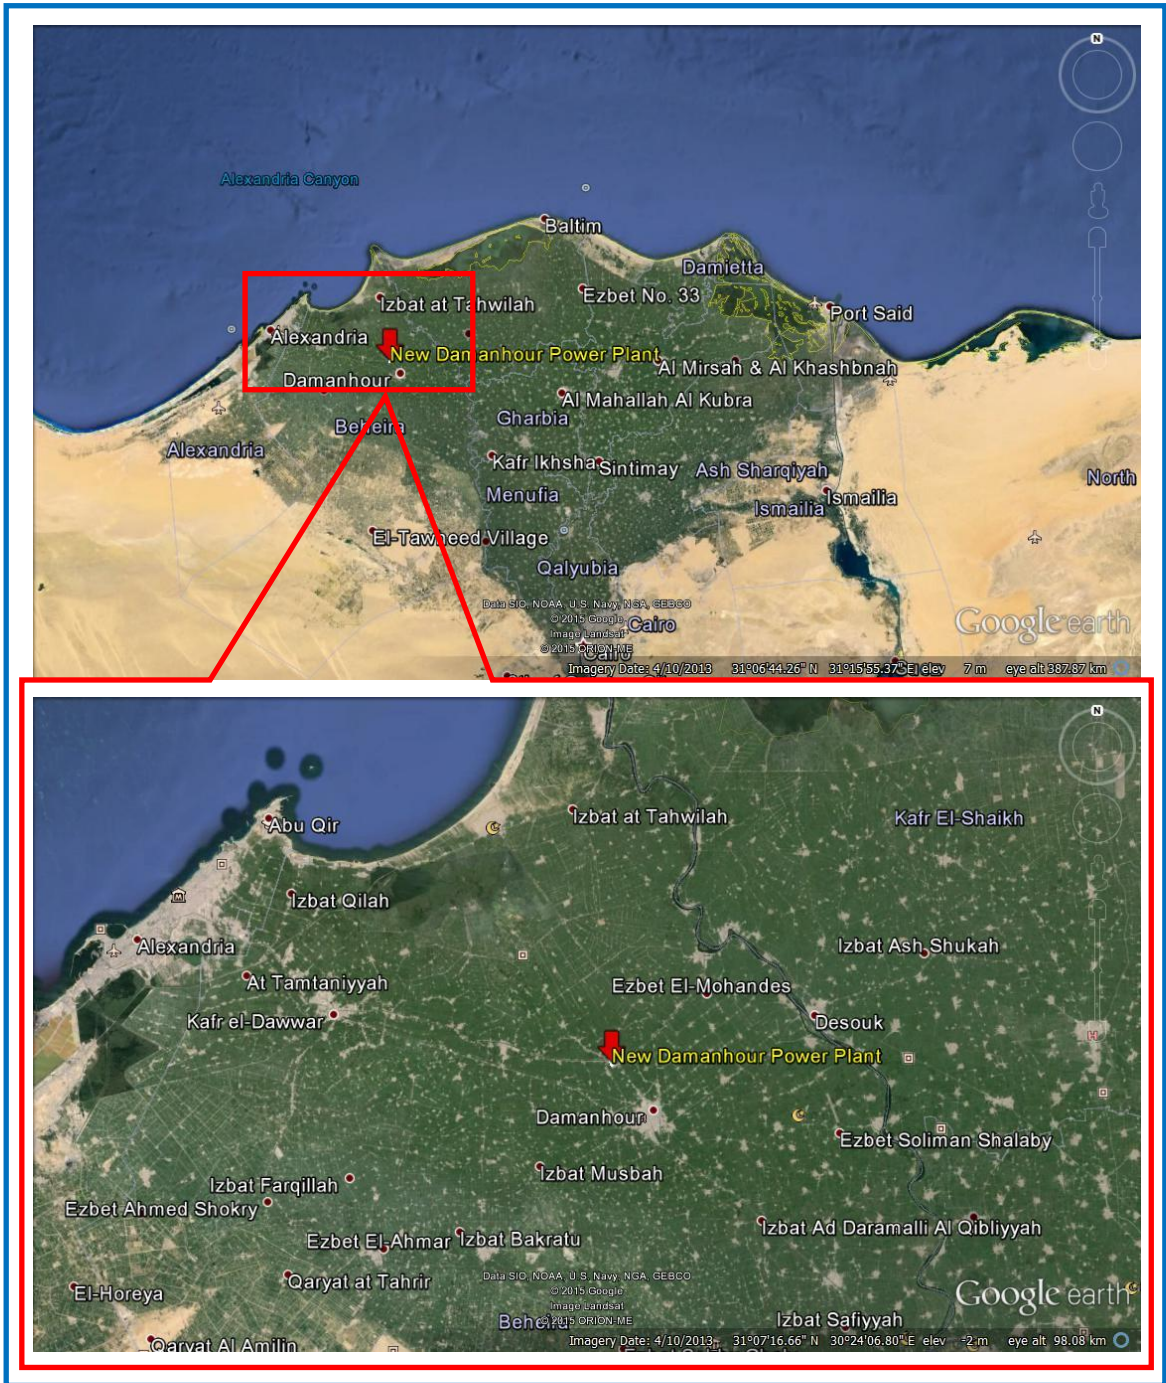 N
Alexandria Canyon
Baltim
Damietta
Izbat at Tahwilah
Ezbet No. 33
Port Said
Alexandria
New Damanhour Power Plant
Al Mirsah & Al Khashbnah
Damanhour
Al Mahallah Al Kubra
Gharbia
Beheira
Alexandria
Kafr Ikhsha
Sintimay
Ash Sharqiyah
North
Menufia
Ismailia
Ismailia
El-Tawheed Village
Qalyubia
Data SIO, NOAA, U.S. Navy, NGA, GEBCO
© 2015 Google
Image Landsat
© 2015 ORION-ME
Cairo
Cairo
Google earth
Imagery Date: 4/10/2013 31°06'44.26" N 31°15'55.37" E elev 7 m eye alt 387.87 km
N
Abu Qir
Izbat at Tahwilah
Kafr El-Shaikh
Izbat Qilah
Alexandria
Izbat Ash Shukah
At Tamtaniyyah
Ezbet El-Mohandes
Kafr el-Dawwar
Desouk
New Damanhour Power Plant
Damanhour
Ezbet Soliman Shalaby
Izbat Musbah
Izbat Farqillah
Ezbet Ahmed Shokry
Izbat Ad Daramalli Al Qibliyyah
Ezbet El-Ahmar
Izbat Bakratu
Qaryat at Tahrir
El-Horeya
Data SIO, NOAA, U.S. Navy, NGA, GEBCO
© 2015 Google
Image Landsat
© 2015 ORION-ME
Google earth
Beheira
Izbat Safiyyah
Imagery Date: 4/10/2013 31°07'16.66" N 30°24'06.80" E elev -2 m eye alt 98.08 km
Qaryat Al Amilin